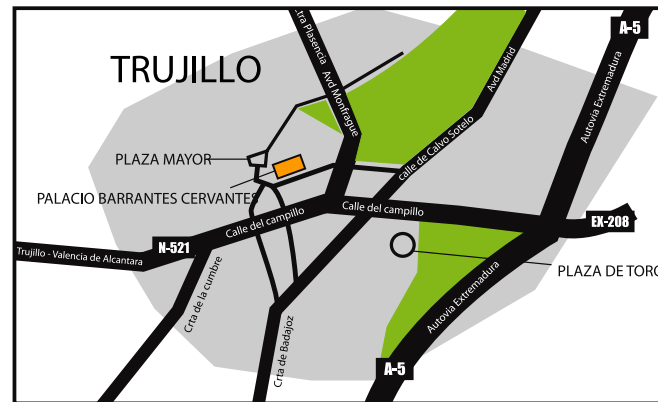 A-5
ctra Plasencia
Avd Monfrague
Avd Madrid
Autovia Extremadura
TRUJILLO
calle de Calvo Sotelo
PLAZA MAYOR
PALACIO BARRANTES CERVANTES
Calle del campillo
Calle del campillo
EX-208
N-521
Trujillo - Valencia de Alcantara
PLAZA DE TORO
Crta de la cumbre
Autovia Extremadura
Crta de Badajoz
A-5